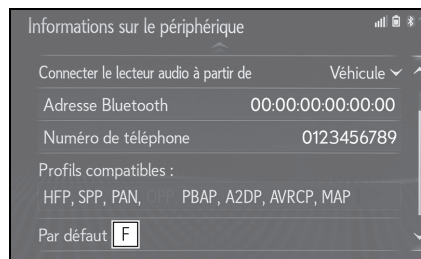 Informations sur le périphérique
Connecter le lecteur audio à partir de Véhicule
Adresse Bluetooth 00:00:00:00:00:00
Numéro de téléphone 0123456789
Profils compatibles :
HFP, SPP, PAN, OPP, PBAP, A2DP, AVRCP, MAP
Par défaut F